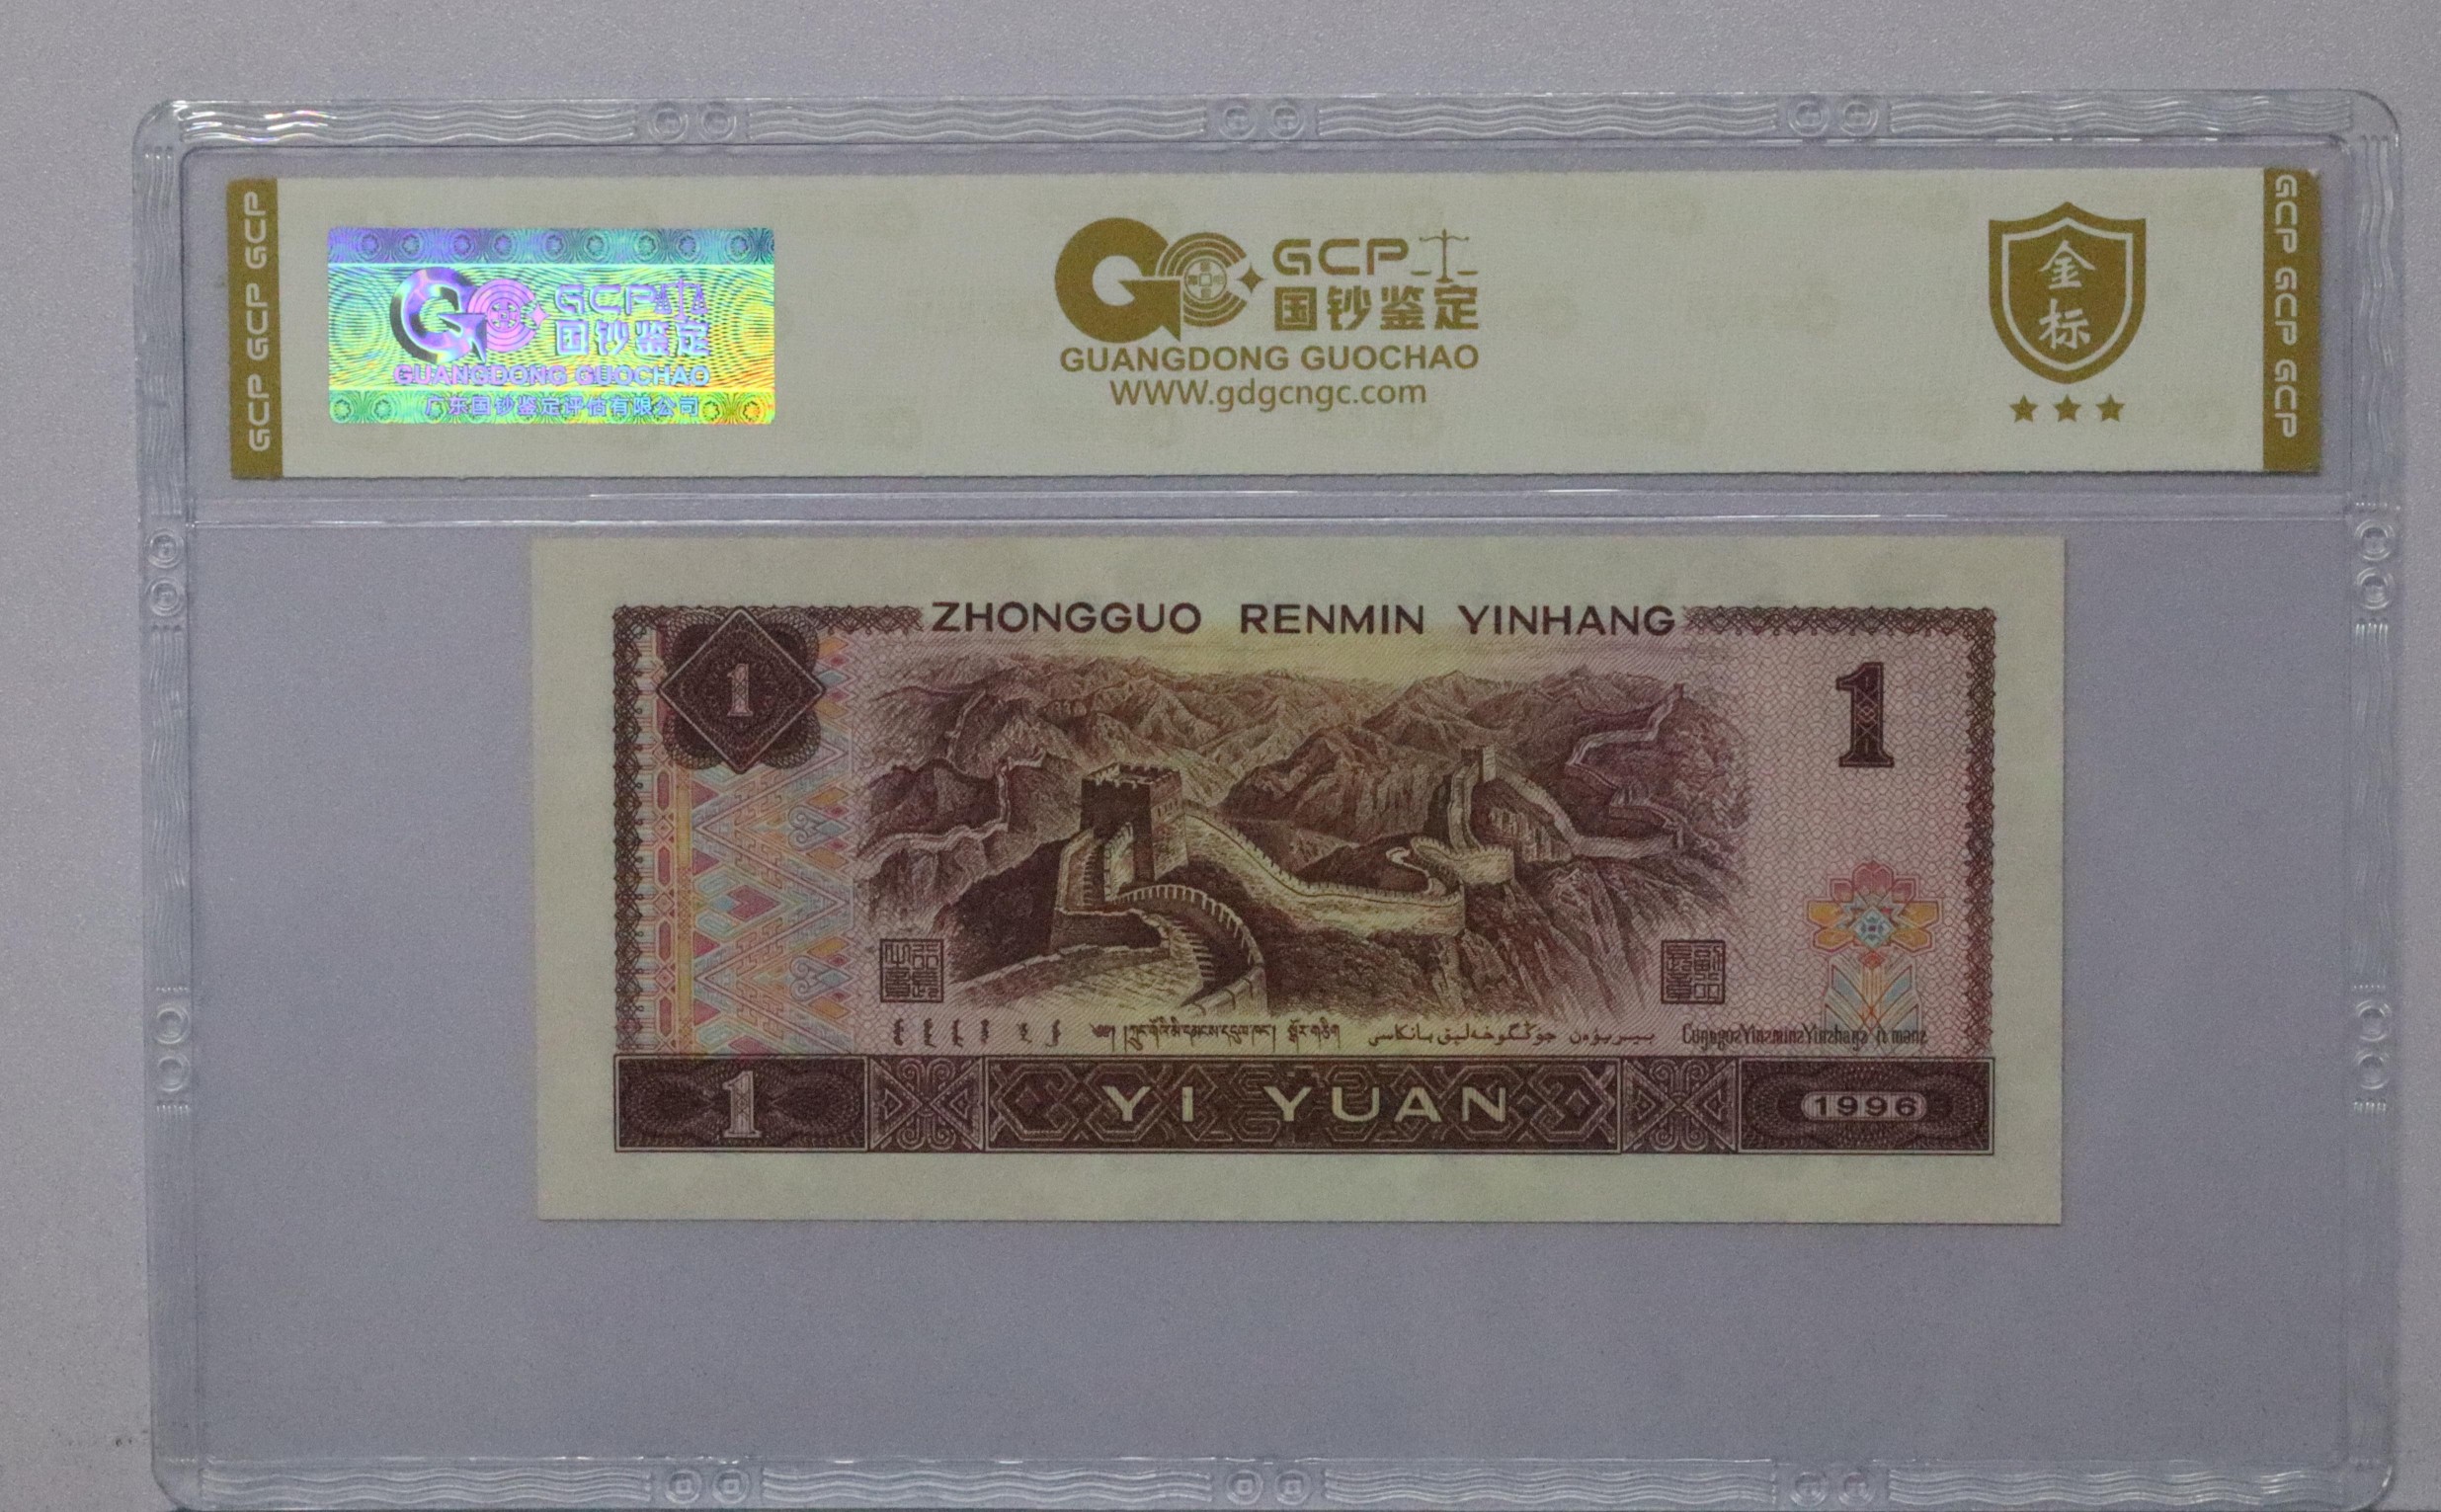 GCP GCP GCP
GCP
国钞鉴定
GUANGDONG GUOCHAO
广东国钞鉴定评估有限公司
GCP
国钞鉴定
GUANGDONG GUOCHAO
WWW.gdgcngc.com
金
标
GCP GCP GCP
ZHONGGUO RENMIN YINHANG
1
1
1
YI YUAN
1996